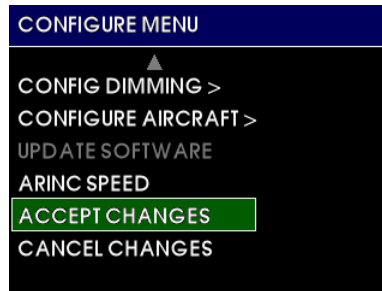 CONFIGURE MENU
CONFIG DIMMING >
CONFIGURE AIRCRAFT >
UPDATE SOFTWARE
ARINC SPEED
ACCEPT CHANGES
CANCEL CHANGES